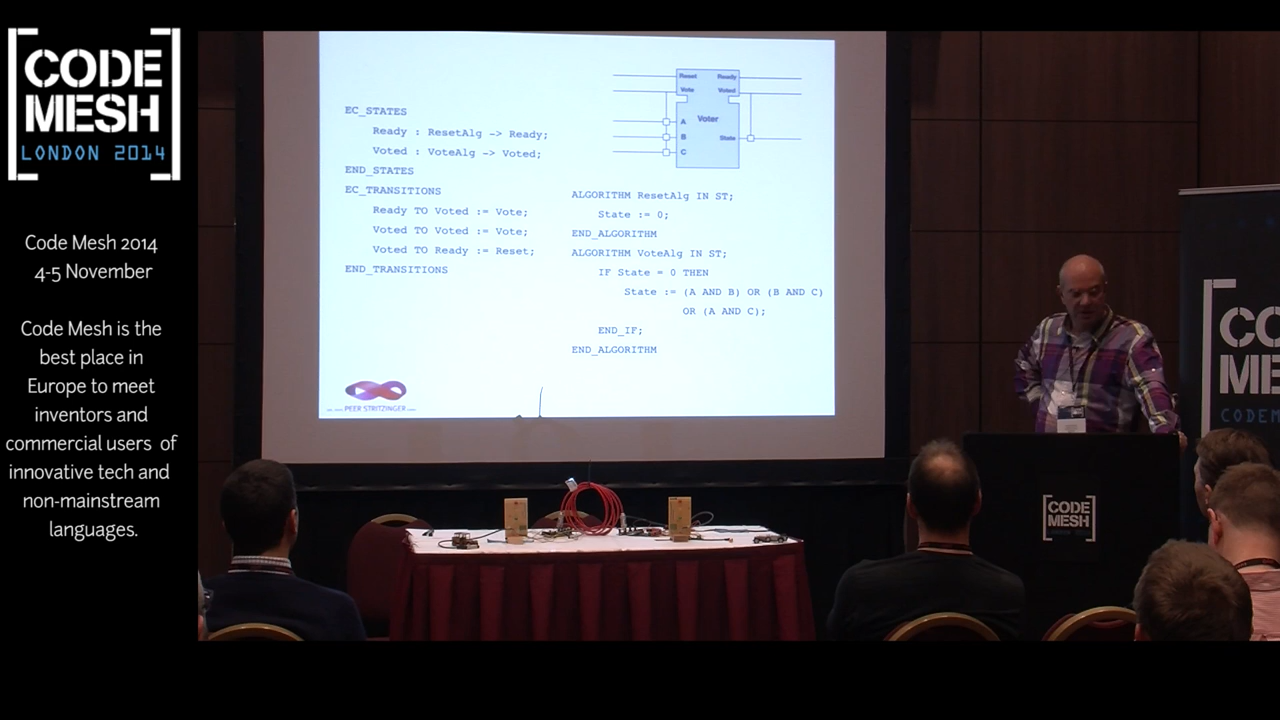 [CODE
MESH]
LONDON 2014
Code Mesh 2014
4-5 November
Code Mesh is the
best place in
Europe to meet
inventors and
commercial users of
innovative tech and
non-mainstream
languages.
EC_STATES
Ready : ResetAlg -> Ready;
Voted : VoteAlg -> Voted;
END_STATES
EC_TRANSITIONS
Ready TO Voted := Vote;
Voted TO Voted := Vote;
Voted TO Ready := Reset;
END_TRANSITIONS
Reset Ready
Vote Voted
A Voter
B State
C
ALGORITHM ResetAlg IN ST;
State := 0;
END_ALGORITHM
ALGORITHM VoteAlg IN ST;
IF State = 0 THEN
State := (A AND B) OR (B AND C)
OR (A AND C);
END_IF;
END_ALGORITHM
PEER STRITZINGER
[CODE
MESH]
CO
ME
CODEM